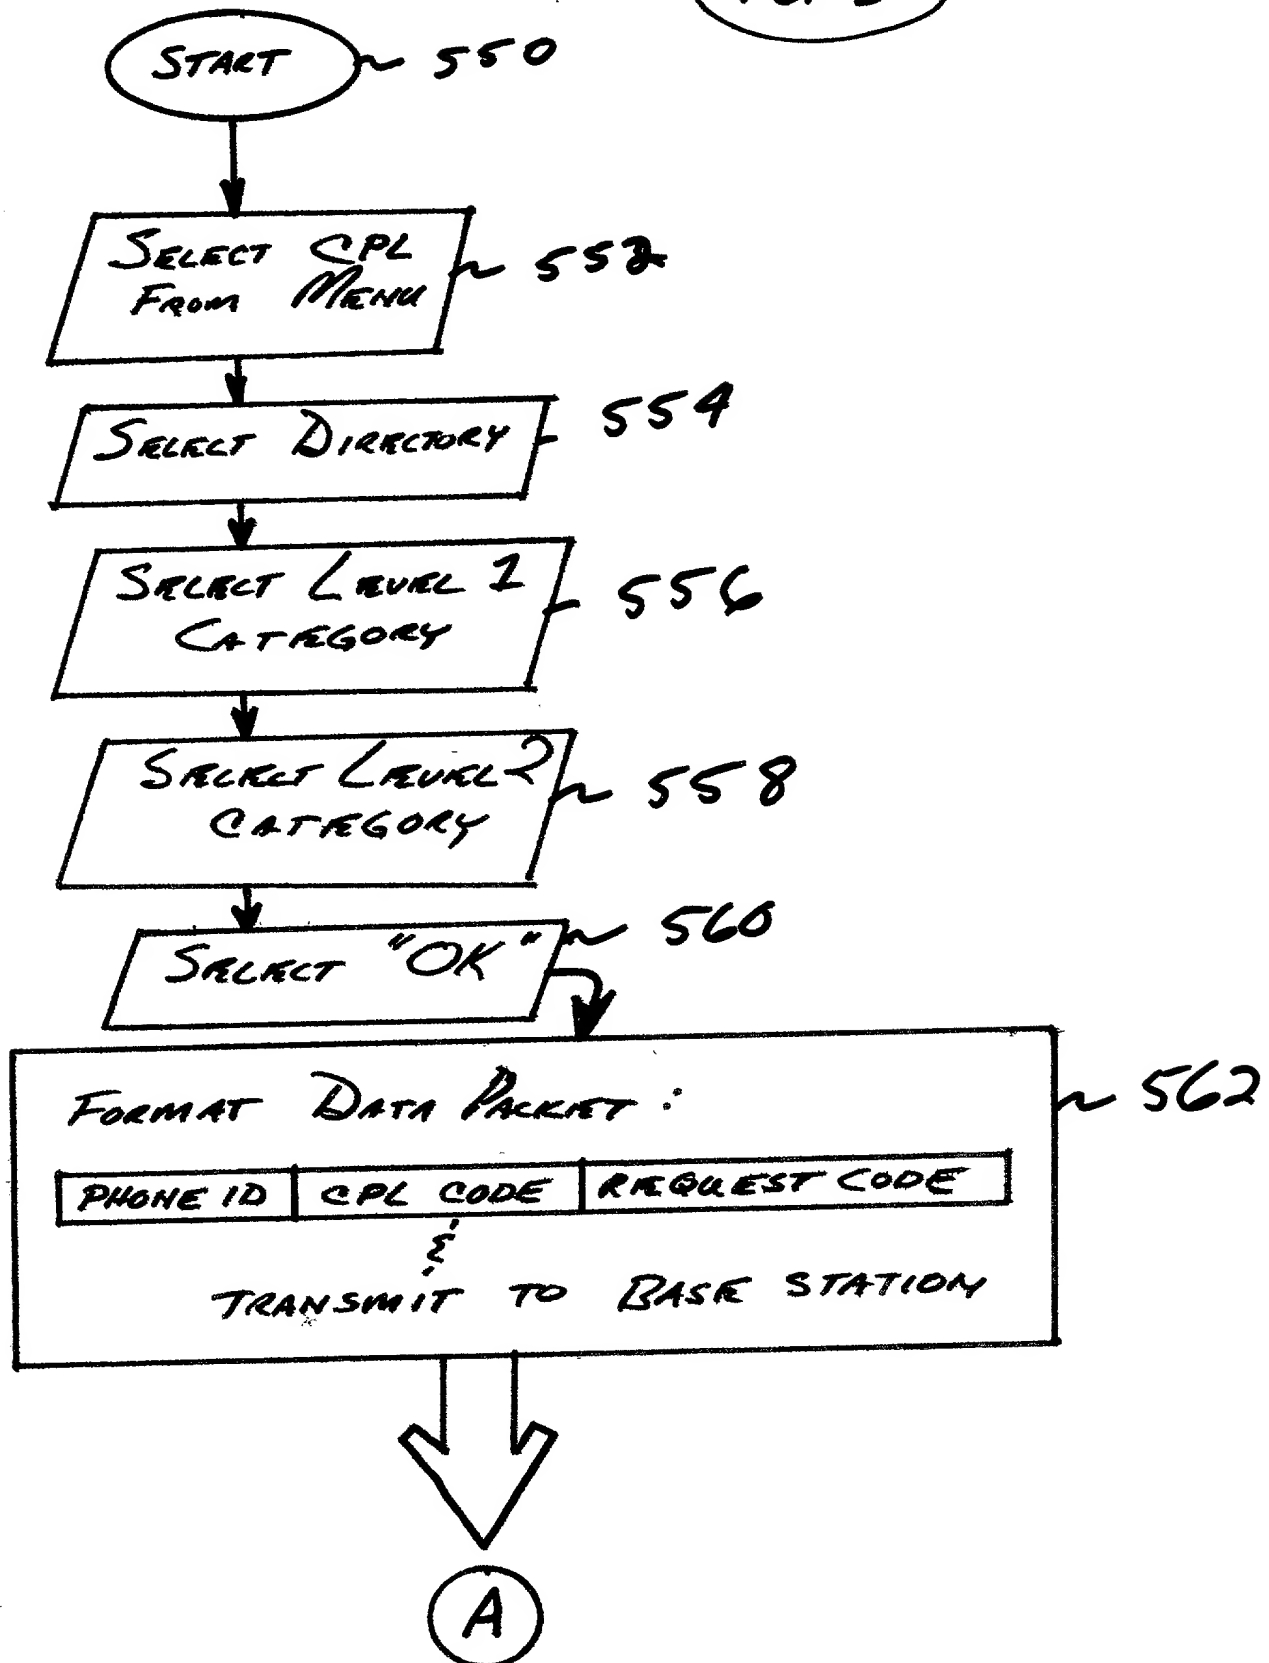 START 550
SELECT CPL
FROM MENU
552
SELECT DIRECTORY 554
SELECT LEVEL 1
CATEGORY
556
SELECT LEVEL 2
CATEGORY
558
SELECT "OK" 560
FORMAT DATA PACKET:
562
PHONE ID CPL CODE REQUEST CODE
&
TRANSMIT TO BASE STATION
A